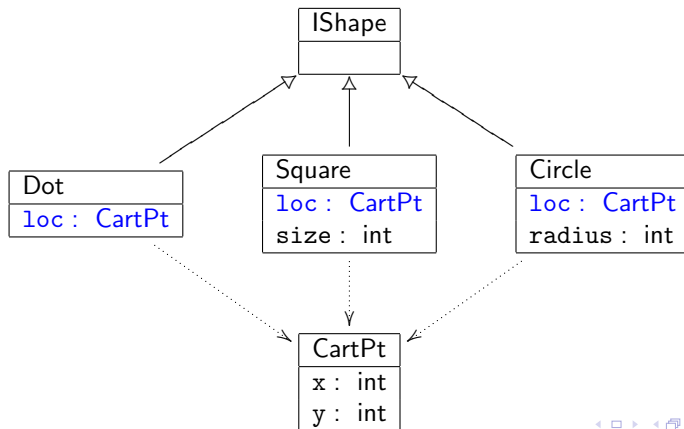 IShape
Dot
loc : CartPt
Square
loc : CartPt
size : int
Circle
loc : CartPt
radius : int
CartPt
x : int
y : int